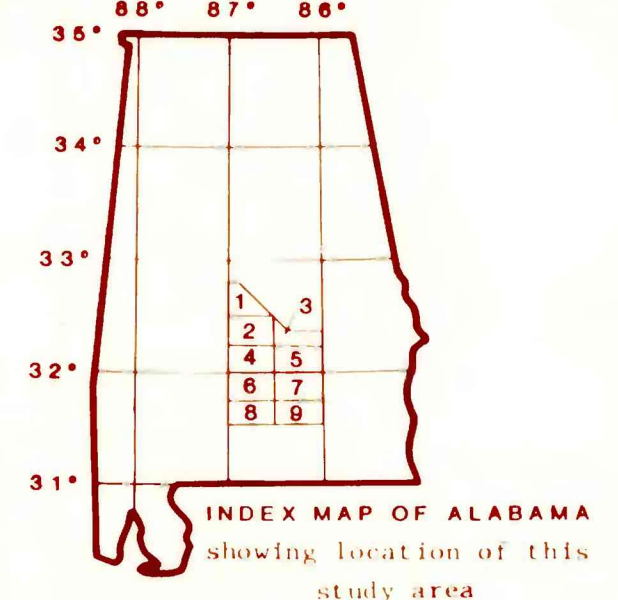 88° 87° 86°
35°
34°
33°
1 3
2
4 5
32°
6 7
8 9
31°
INDEX MAP OF ALABAMA
showing location of this
study area